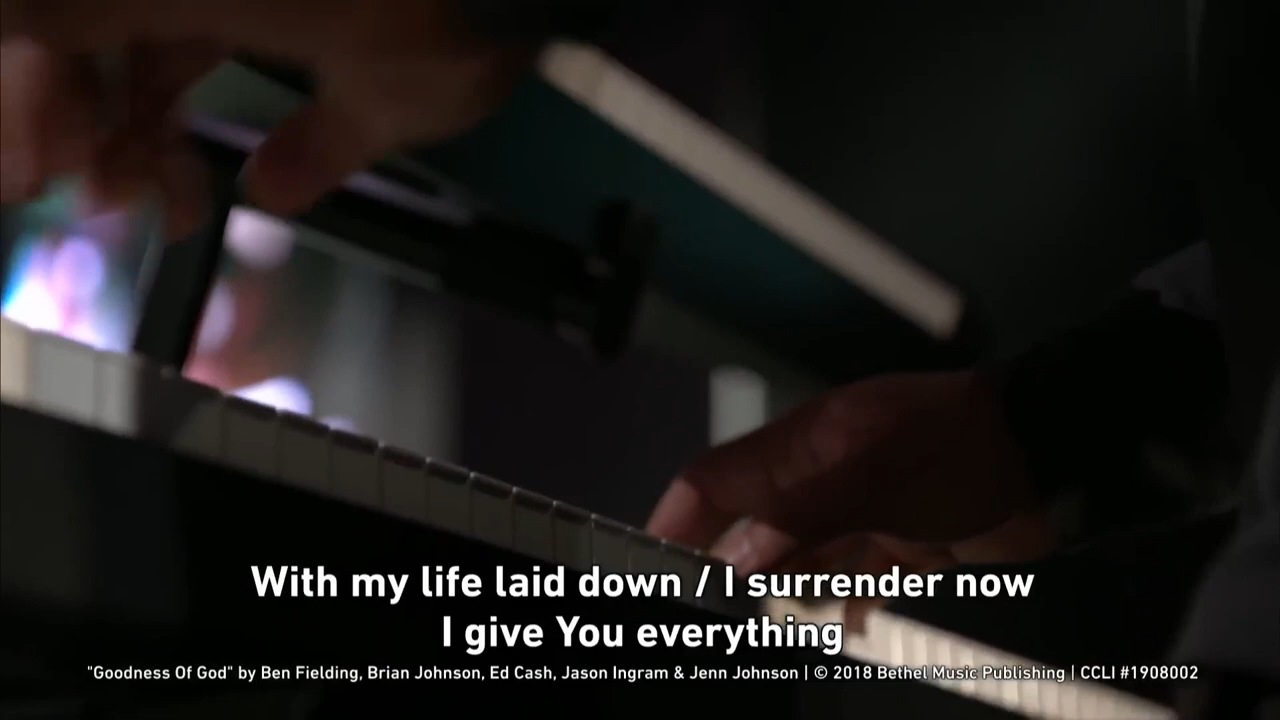 With my life laid down / I surrender now
I give You everything
"Goodness Of God" by Ben Fielding, Brian Johnson, Ed Cash, Jason Ingram & Jenn Johnson | © 2018 Bethel Music Publishing | CCLI #1908002